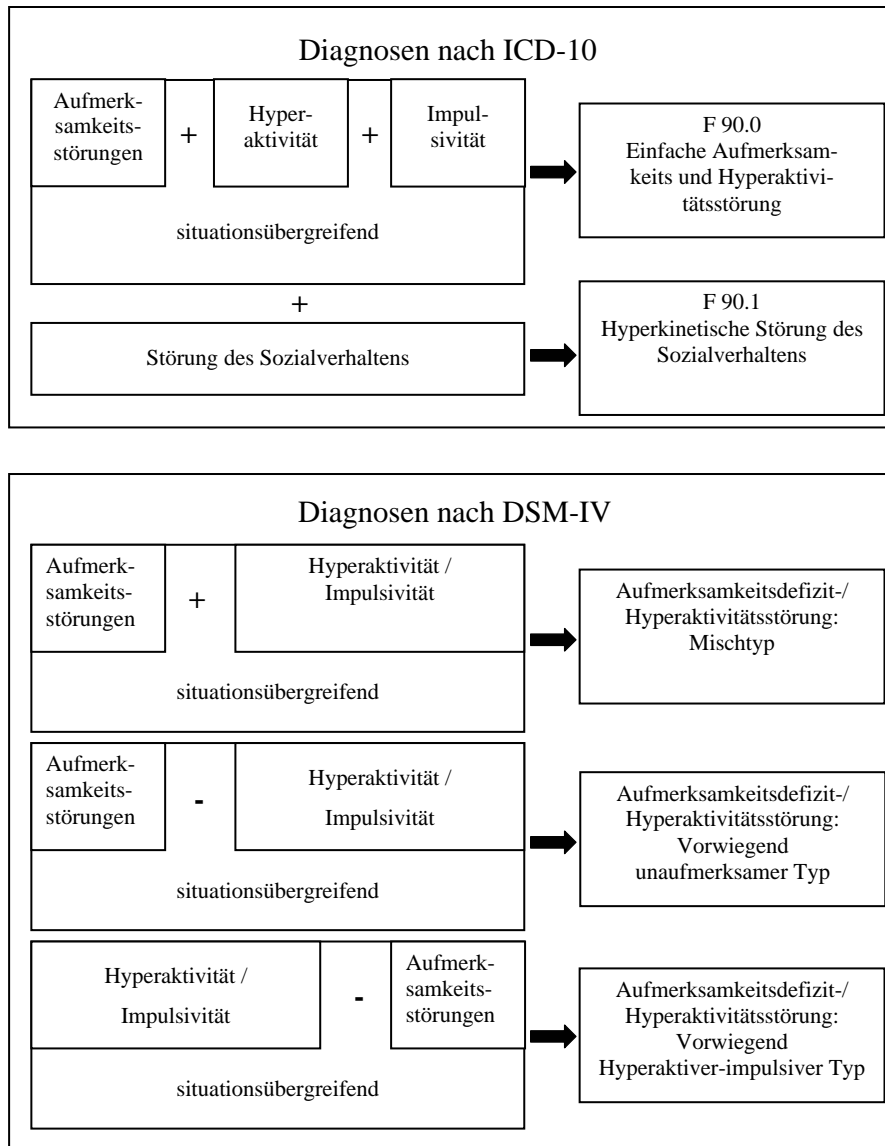 Diagnosen nach ICD-10
Aufmerk-
samkeits-
störungen
+
Hyper-
aktivität
+
Impul-
sivität
situationsübergreifend
F 90.0
Einfache Aufmerksam-
keits und Hyperaktivi-
tätsstörung
+
Störung des Sozialverhaltens
F 90.1
Hyperkinetische Störung des
Sozialverhaltens
Diagnosen nach DSM-IV
Aufmerk-
samkeits-
störungen
+
Hyperaktivität /
Impulsivität
situationsübergreifend
Aufmerksamkeitsdefizit-/
Hyperaktivitätsstörung:
Mischtyp
Aufmerk-
samkeits-
störungen
-
Hyperaktivität /
Impulsivität
situationsübergreifend
Aufmerksamkeitsdefizit-/
Hyperaktivitätsstörung:
Vorwiegend
unaufmerksamer Typ
Hyperaktivität /
Impulsivität
-
Aufmerk-
samkeits-
störungen
situationsübergreifend
Aufmerksamkeitsdefizit-/
Hyperaktivitätsstörung:
Vorwiegend
Hyperaktiver-impulsiver Typ